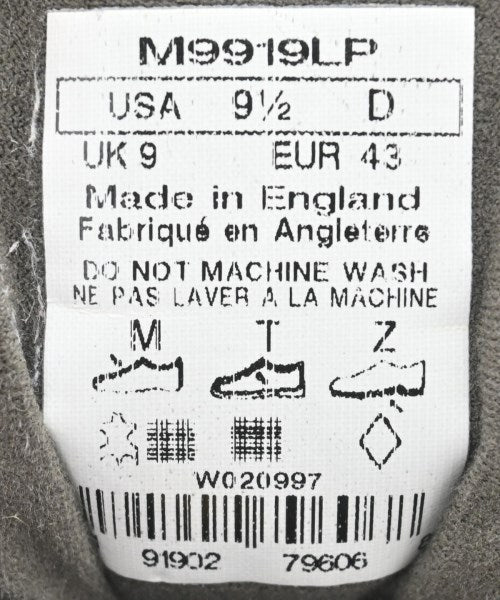 M9919LP
USA 9½ D
UK 9 EUR 43
Made in England
Fabriqué en Angleterre
DO NOT MACHINE WASH
NE PAS LAVER A LA MACHINE
M T Z
W020997
91902 79606